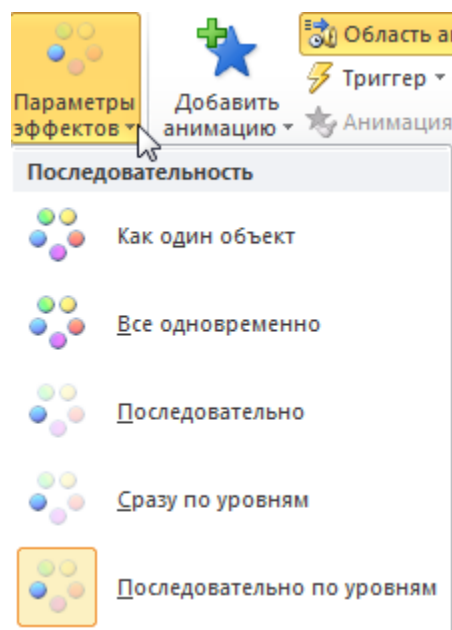 Область а
Триггер
Параметры
эффектов
Добавить
анимацию
Анимация
Последовательность
Как один объект
Все одновременно
Последовательно
Сразу по уровням
Последовательно по уровням